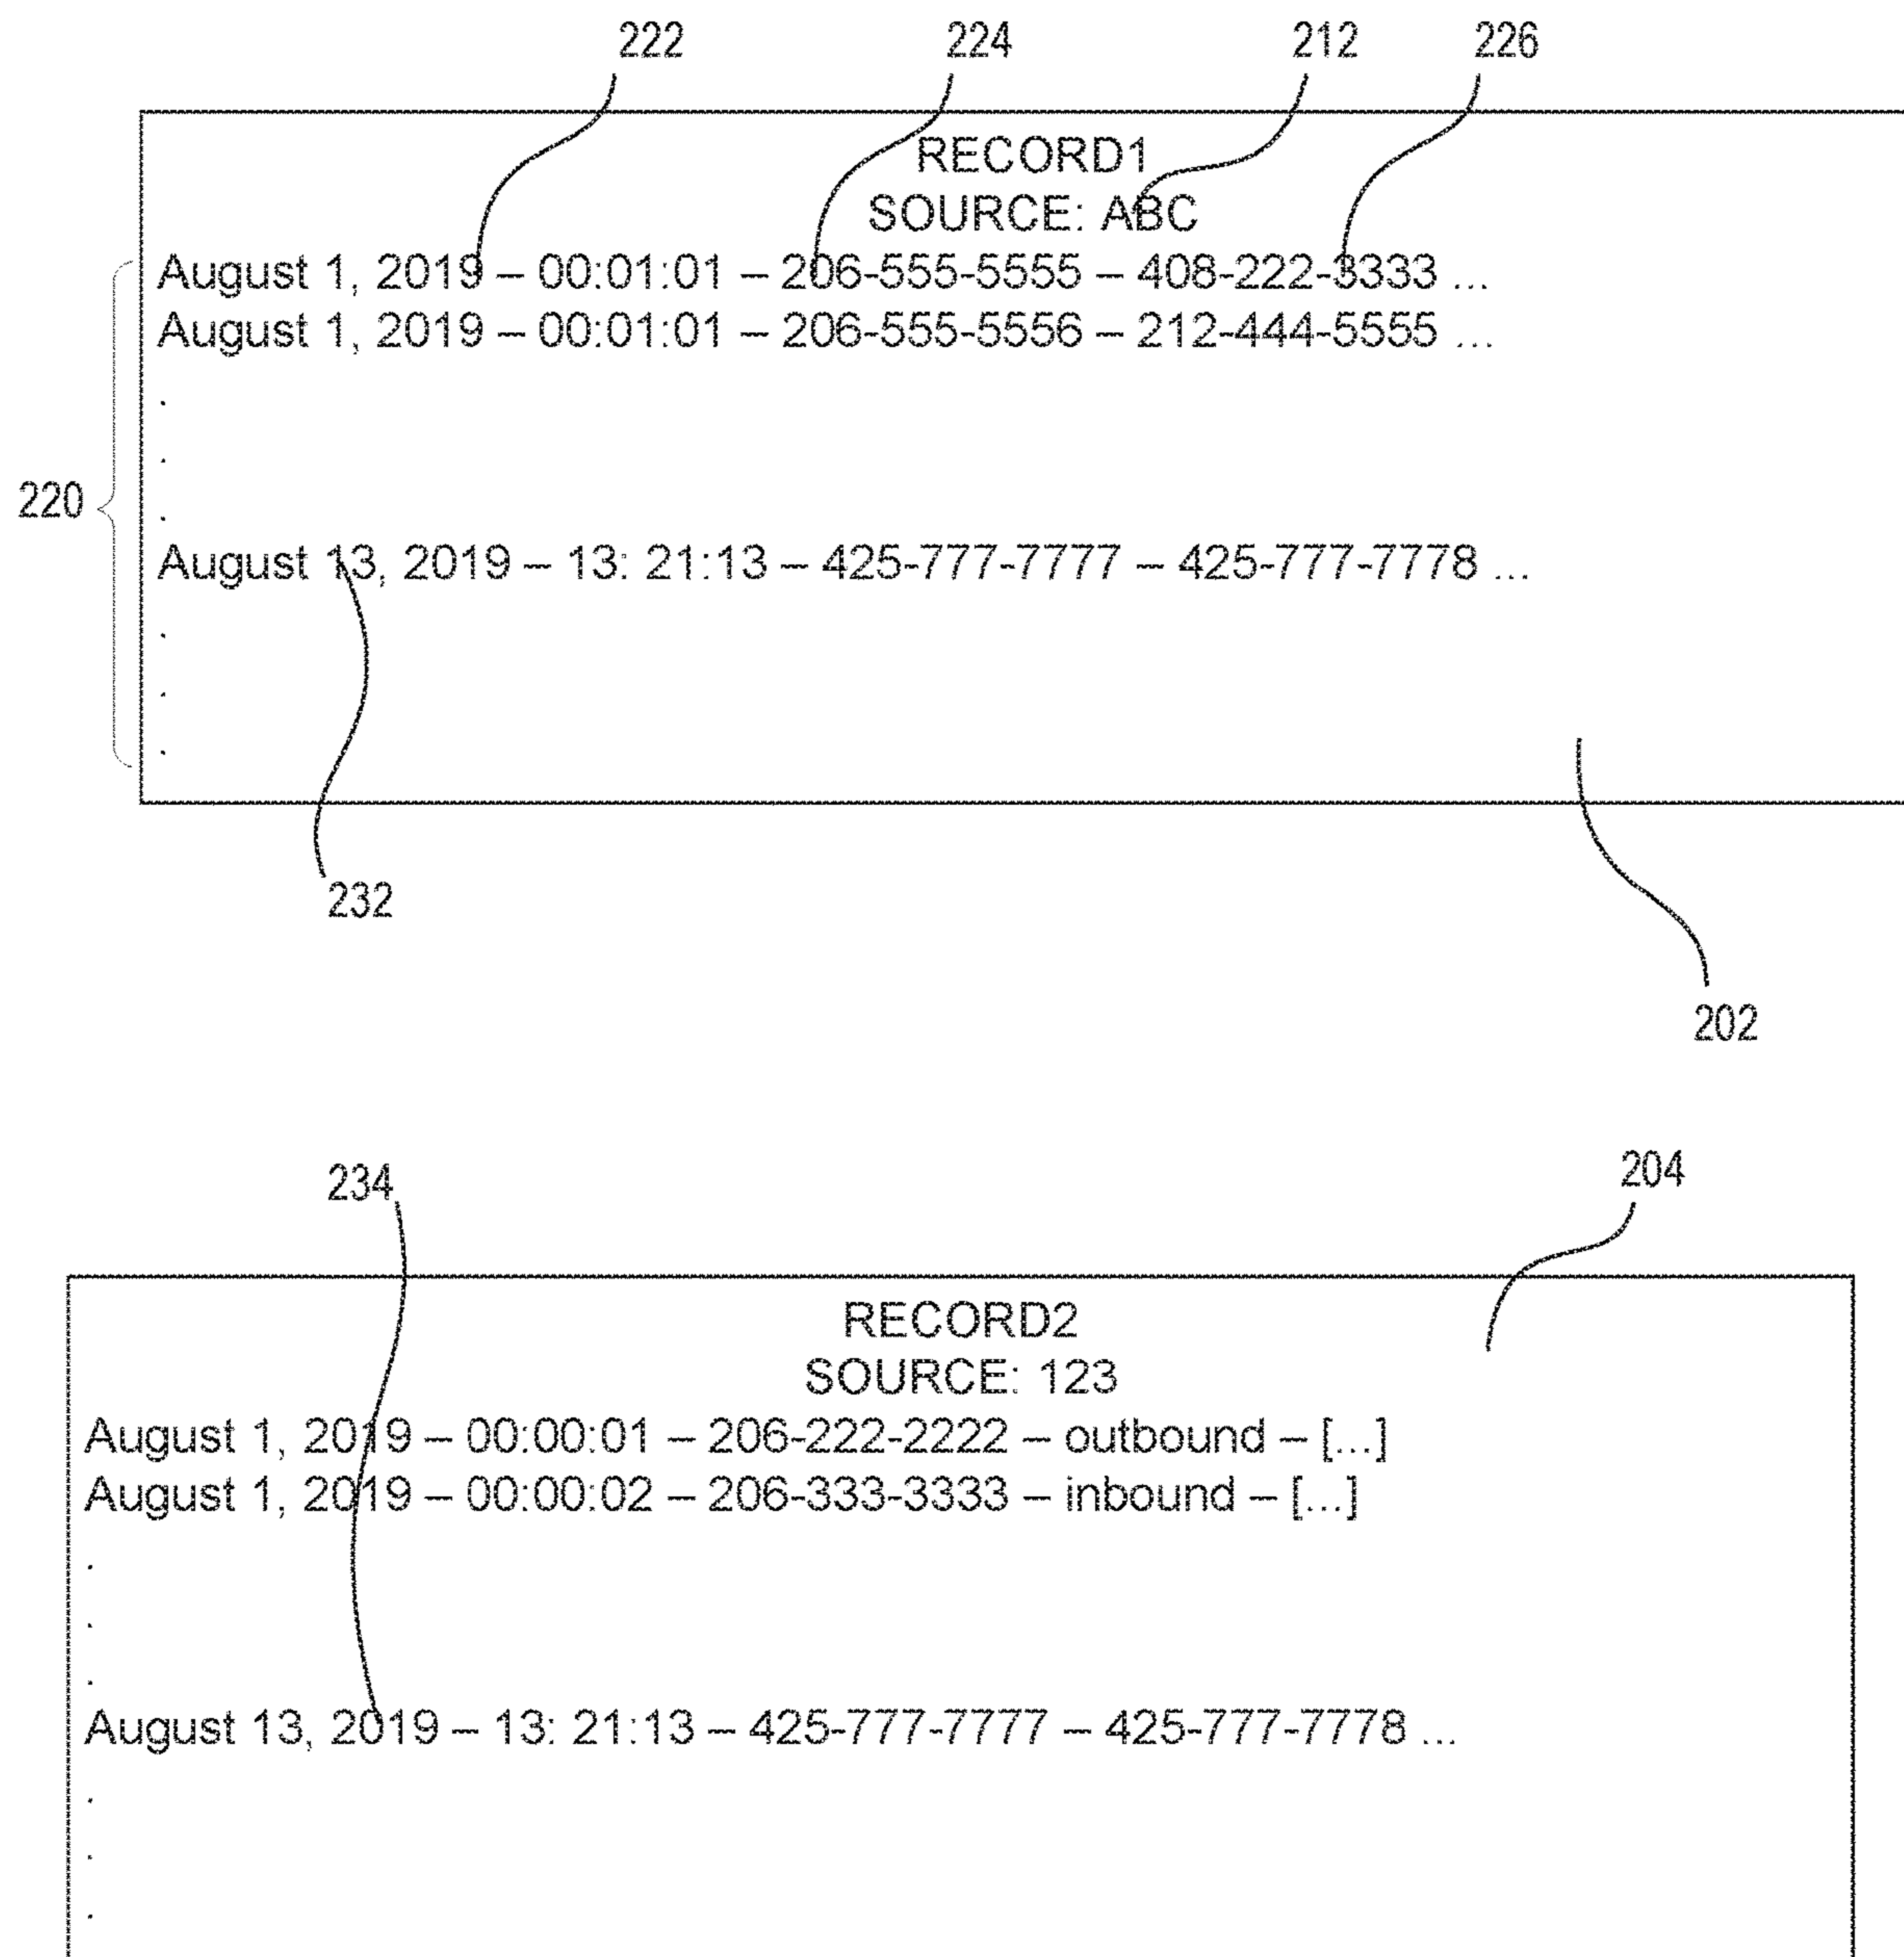 222 224 212 226
RECORD1
SOURCE: ABC
August 1, 2019 – 00:01:01 – 206-555-5555 – 408-222-3333 ...
August 1, 2019 – 00:01:01 – 206-555-5556 – 212-444-5555 ...
.
.
220
.
August 13, 2019 – 13: 21:13 – 425-777-7777 – 425-777-7778 ...
.
.
.
232
202
234 204
RECORD2
SOURCE: 123
August 1, 2019 – 00:00:01 – 206-222-2222 – outbound – [...]
August 1, 2019 – 00:00:02 – 206-333-3333 – inbound – [...]
.
.
.
August 13, 2019 – 13: 21:13 – 425-777-7777 – 425-777-7778 ...
.
.
.